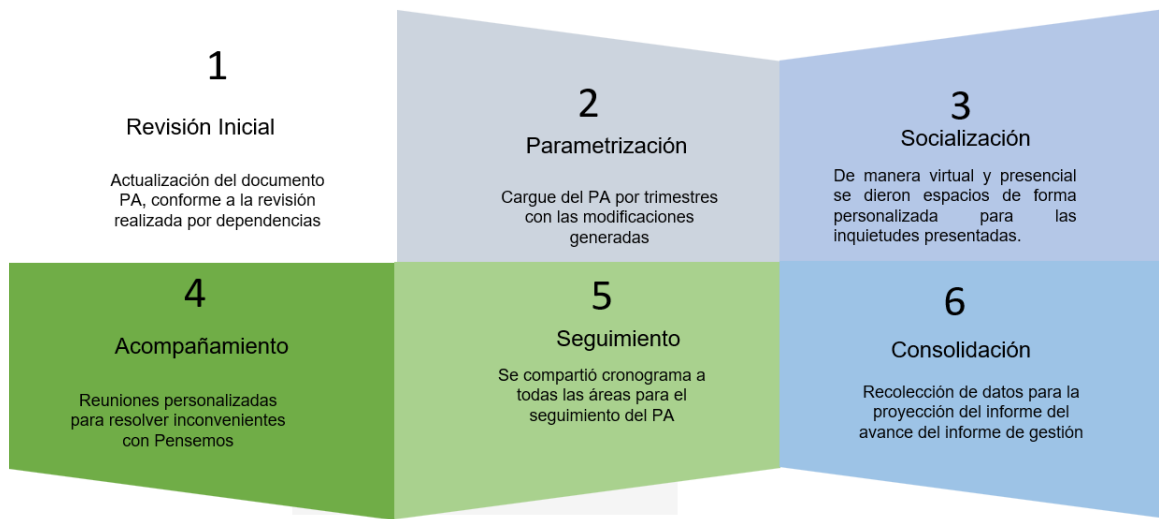 1
Revisión Inicial
Actualización del documento
PA, conforme a la revisión
realizada por dependencias
2
Parametrización
Cargue del PA por trimestres
con las modificaciones
generadas
3
Socialización
De manera virtual y presencial
se dieron espacios de forma
personalizada para las
inquietudes presentadas.
4
Acompañamiento
Reuniones personalizadas
para resolver inconvenientes
con Pensemos
5
Seguimiento
Se compartió cronograma a
todas las áreas para el
seguimiento del PA
6
Consolidación
Recolección de datos para la
proyección del informe del
avance del informe de gestión